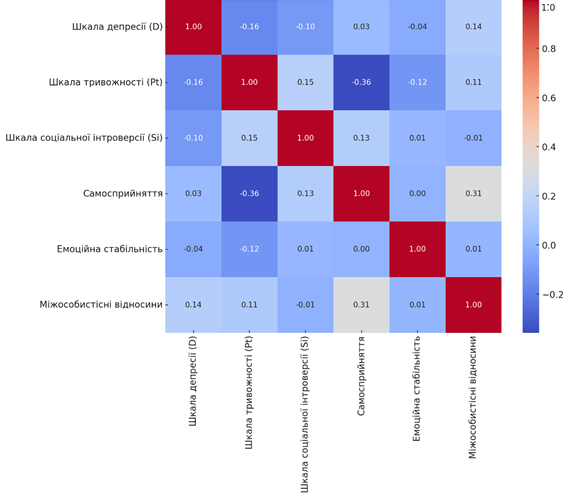 Шкала депресії (D) 1.00 -0.16 -0.10 0.03 -0.04 0.14
Шкала тривожності (Pt) -0.16 1.00 0.15 -0.36 -0.12 0.11
Шкала соціальної інтроверсії (Si) -0.10 0.15 1.00 0.13 0.01 -0.01
Самосприйняття 0.03 -0.36 0.13 1.00 0.00 0.31
Емоційна стабільність -0.04 -0.12 0.01 0.00 1.00 0.01
Міжособистісні відносини 0.14 0.11 -0.01 0.31 0.01 1.00
Шкала депресії (D)
Шкала тривожності (Pt)
Шкала соціальної інтроверсії (Si)
Самосприйняття
Емоційна стабільність
Міжособистісні відносини
1.0
0.8
0.6
0.4
0.2
0.0
−0.2